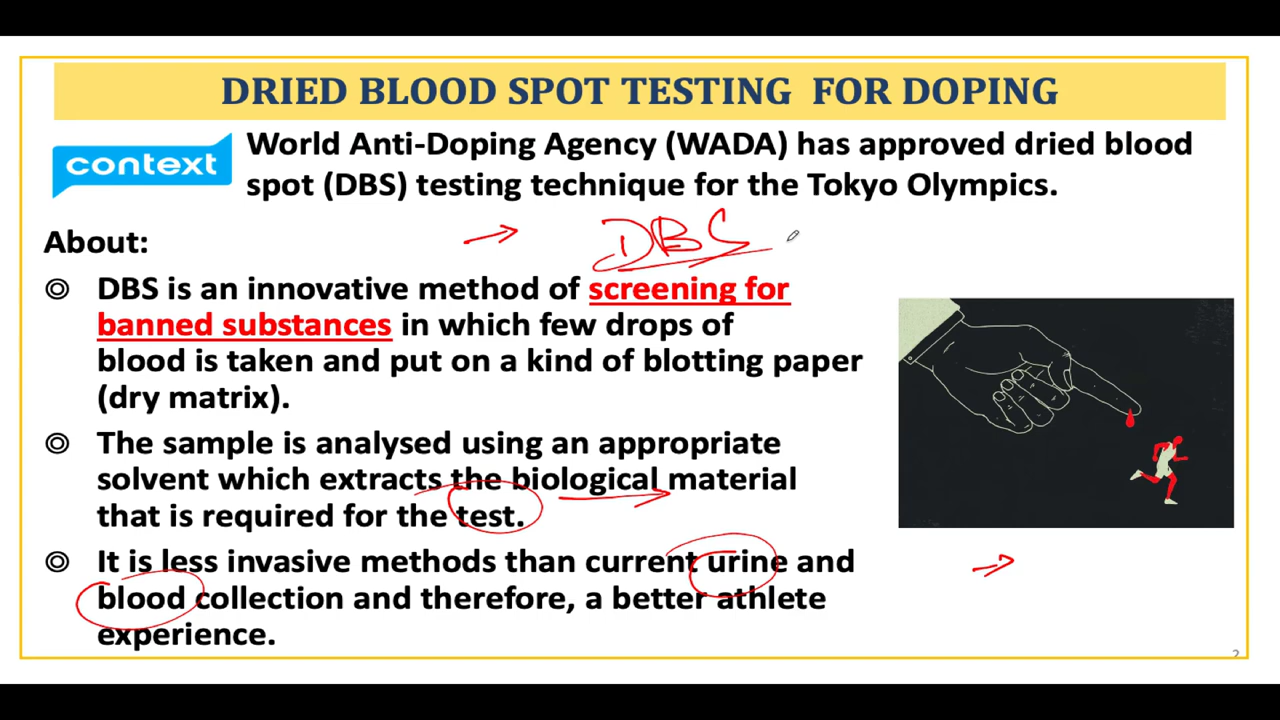 DRIED BLOOD SPOT TESTING FOR DOPING
context
World Anti-Doping Agency (WADA) has approved dried blood
spot (DBS) testing technique for the Tokyo Olympics.
About:
DBS
DBS is an innovative method of screening for
banned substances in which few drops of
blood is taken and put on a kind of blotting paper
(dry matrix).
The sample is analysed using an appropriate
solvent which extracts the biological material
that is required for the test.
It is less invasive methods than current urine and
blood collection and therefore, a better athlete
experience.
2